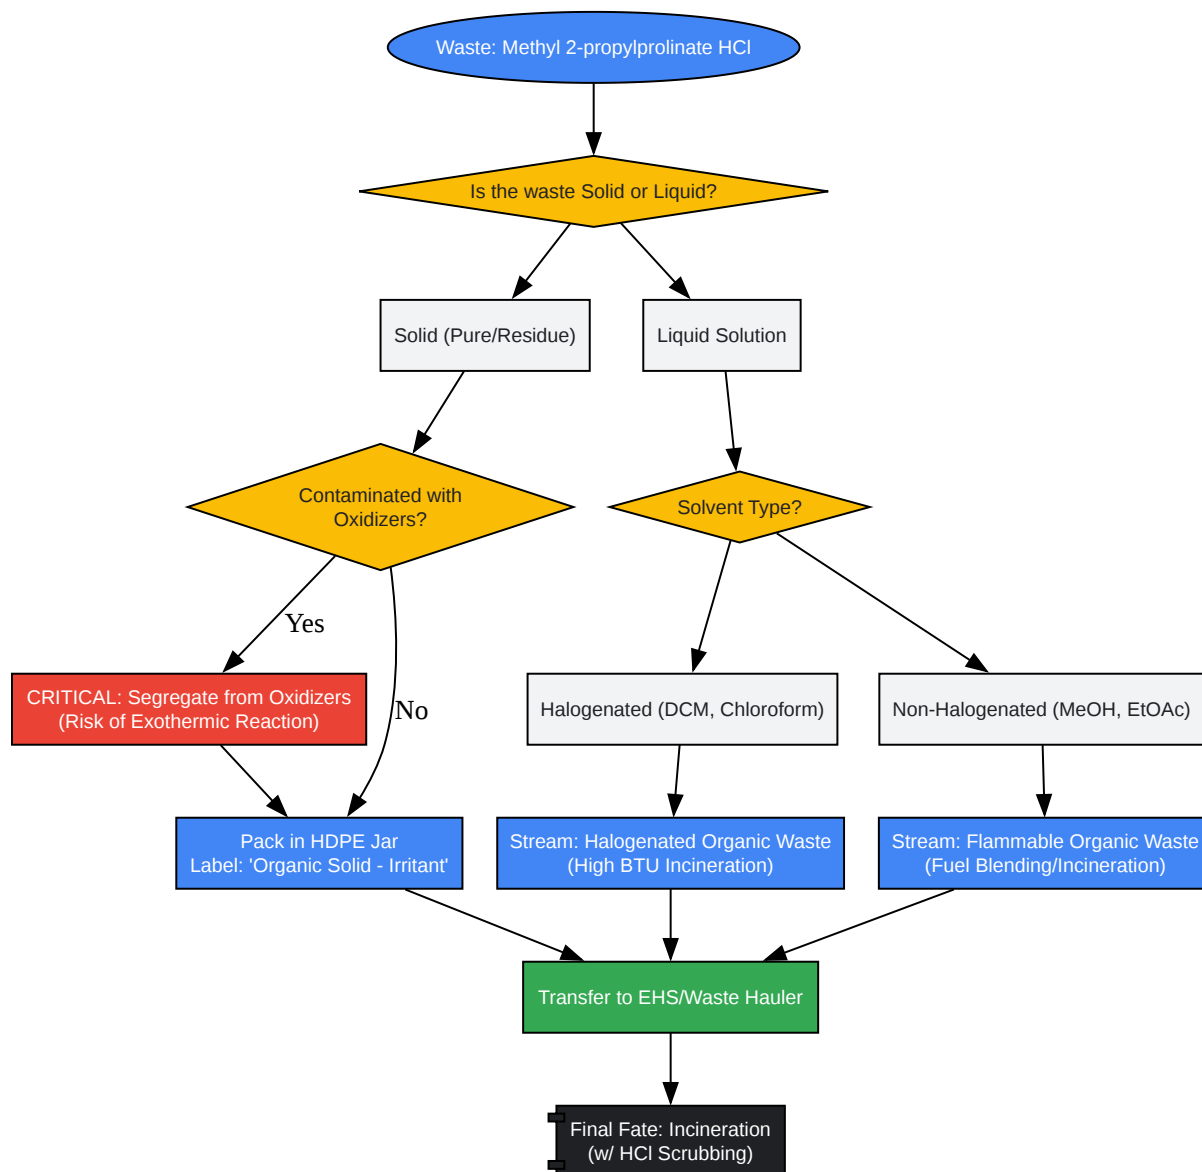 Waste: Methyl 2-propylprolinate HCl
Is the waste Solid or Liquid?
Solid (Pure/Residue)
Liquid Solution
Contaminated with
Oxidizers?
Solvent Type?
Yes
No
CRITICAL: Segregate from Oxidizers
(Risk of Exothermic Reaction)
Halogenated (DCM, Chloroform)
Non-Halogenated (MeOH, EtOAc)
Pack in HDPE Jar
Label: 'Organic Solid - Irritant'
Stream: Halogenated Organic Waste
(High BTU Incineration)
Stream: Flammable Organic Waste
(Fuel Blending/Incineration)
Transfer to EHS/Waste Hauler
Final Fate: Incineration
(w/ HCl Scrubbing)